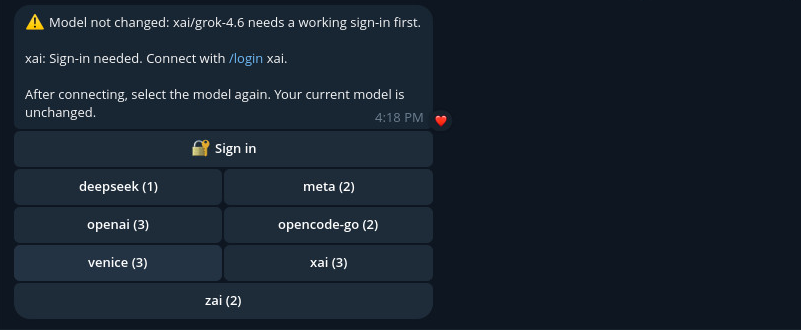 ⚠️ Model not changed: xai/grok-4.6 needs a working sign-in first.
xai: Sign-in needed. Connect with /login xai.
After connecting, select the model again. Your current model is
unchanged.
4:18 PM
🔐 Sign in
deepseek (1)
meta (2)
openai (3)
opencode-go (2)
venice (3)
xai (3)
zai (2)